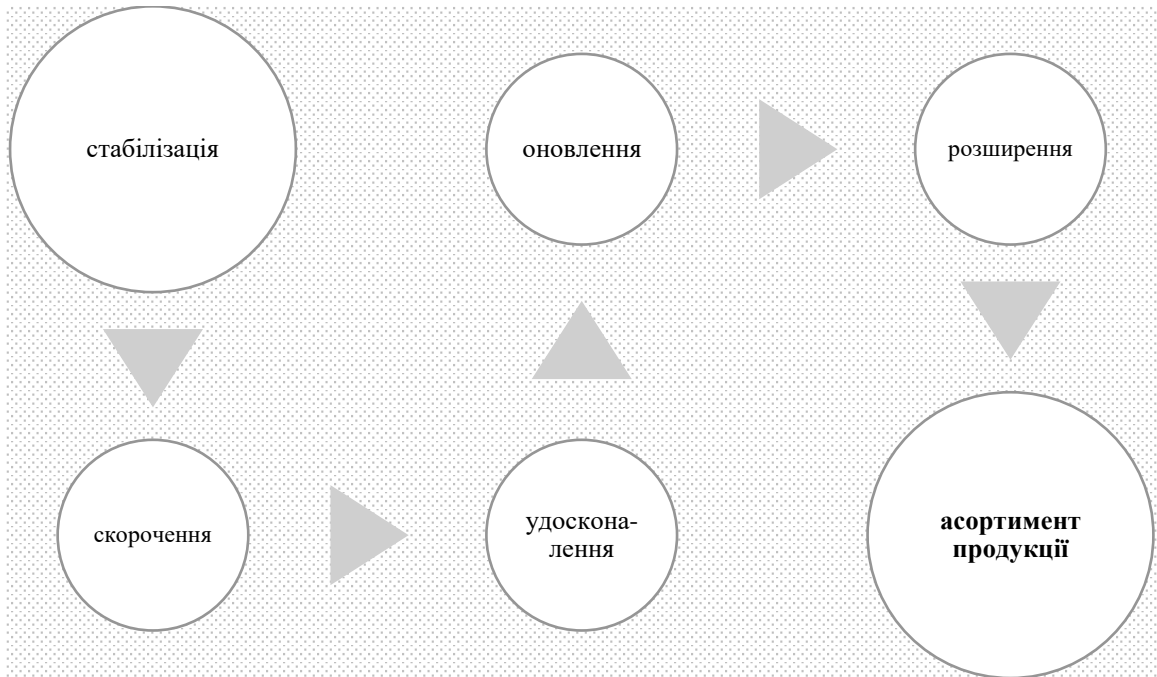 стабілізація
скорочення
удоскона-
лення
оновлення
розширення
асортимент
продукції